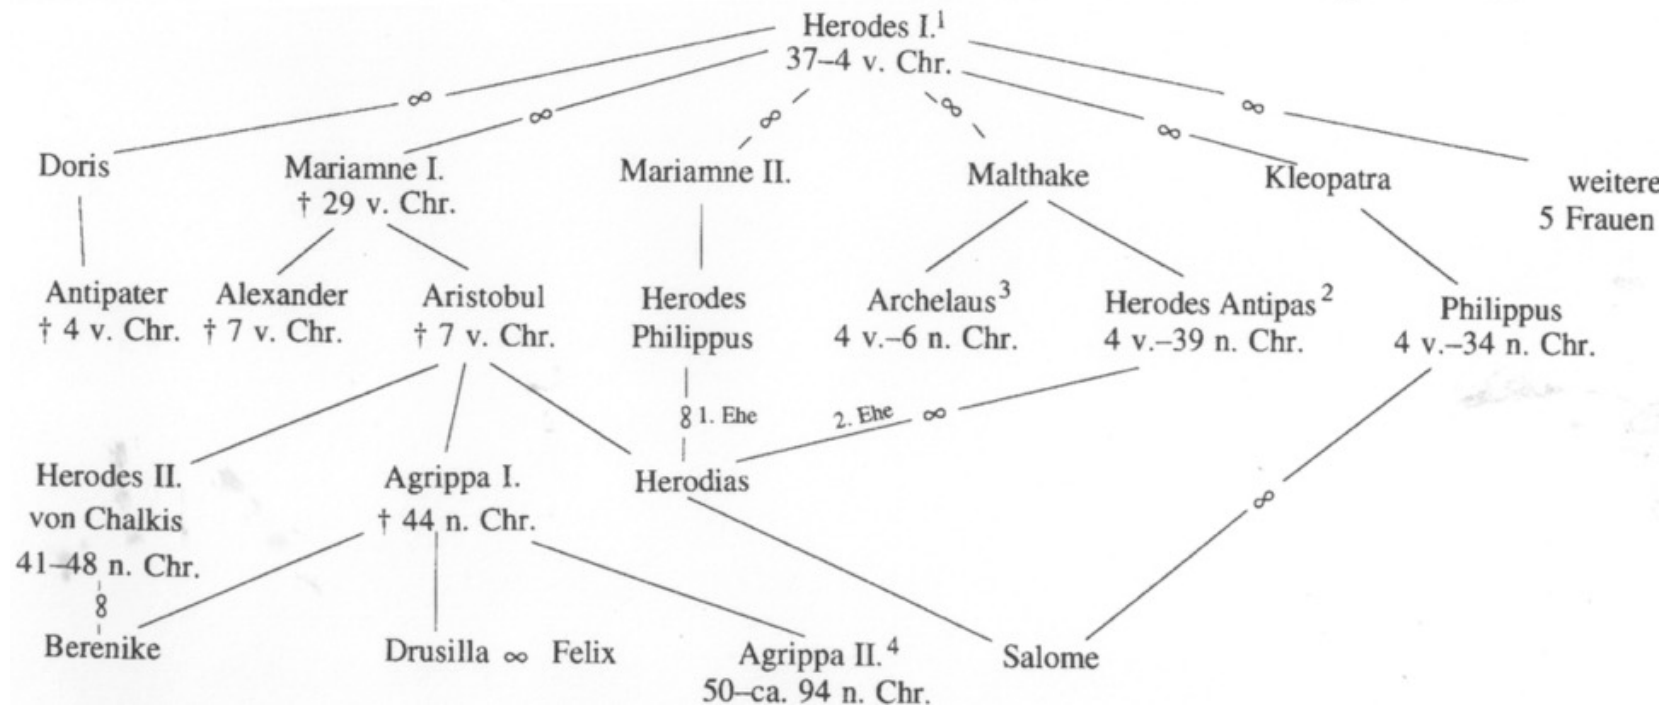 Herodes I.¹
37–4 v. Chr.
∞ ∞ ∞ ∞ ∞ ∞
Doris
Mariamne I.
† 29 v. Chr.
Mariamne II.
Malthake
Kleopatra
weitere
5 Frauen
Antipater
† 4 v. Chr.
Alexander
† 7 v. Chr.
Aristobul
† 7 v. Chr.
Herodes
Philippus
Archelaus³
4 v.–6 n. Chr.
Herodes Antipas²
4 v.–39 n. Chr.
Philippus
4 v.–34 n. Chr.
∞ 1. Ehe
2. Ehe ∞
Herodes II.
von Chalkis
41–48 n. Chr.
Agrippa I.
† 44 n. Chr.
Herodias
∞
∞
Berenike
Drusilla ∞ Felix
Agrippa II.⁴
50–ca. 94 n. Chr.
Salome